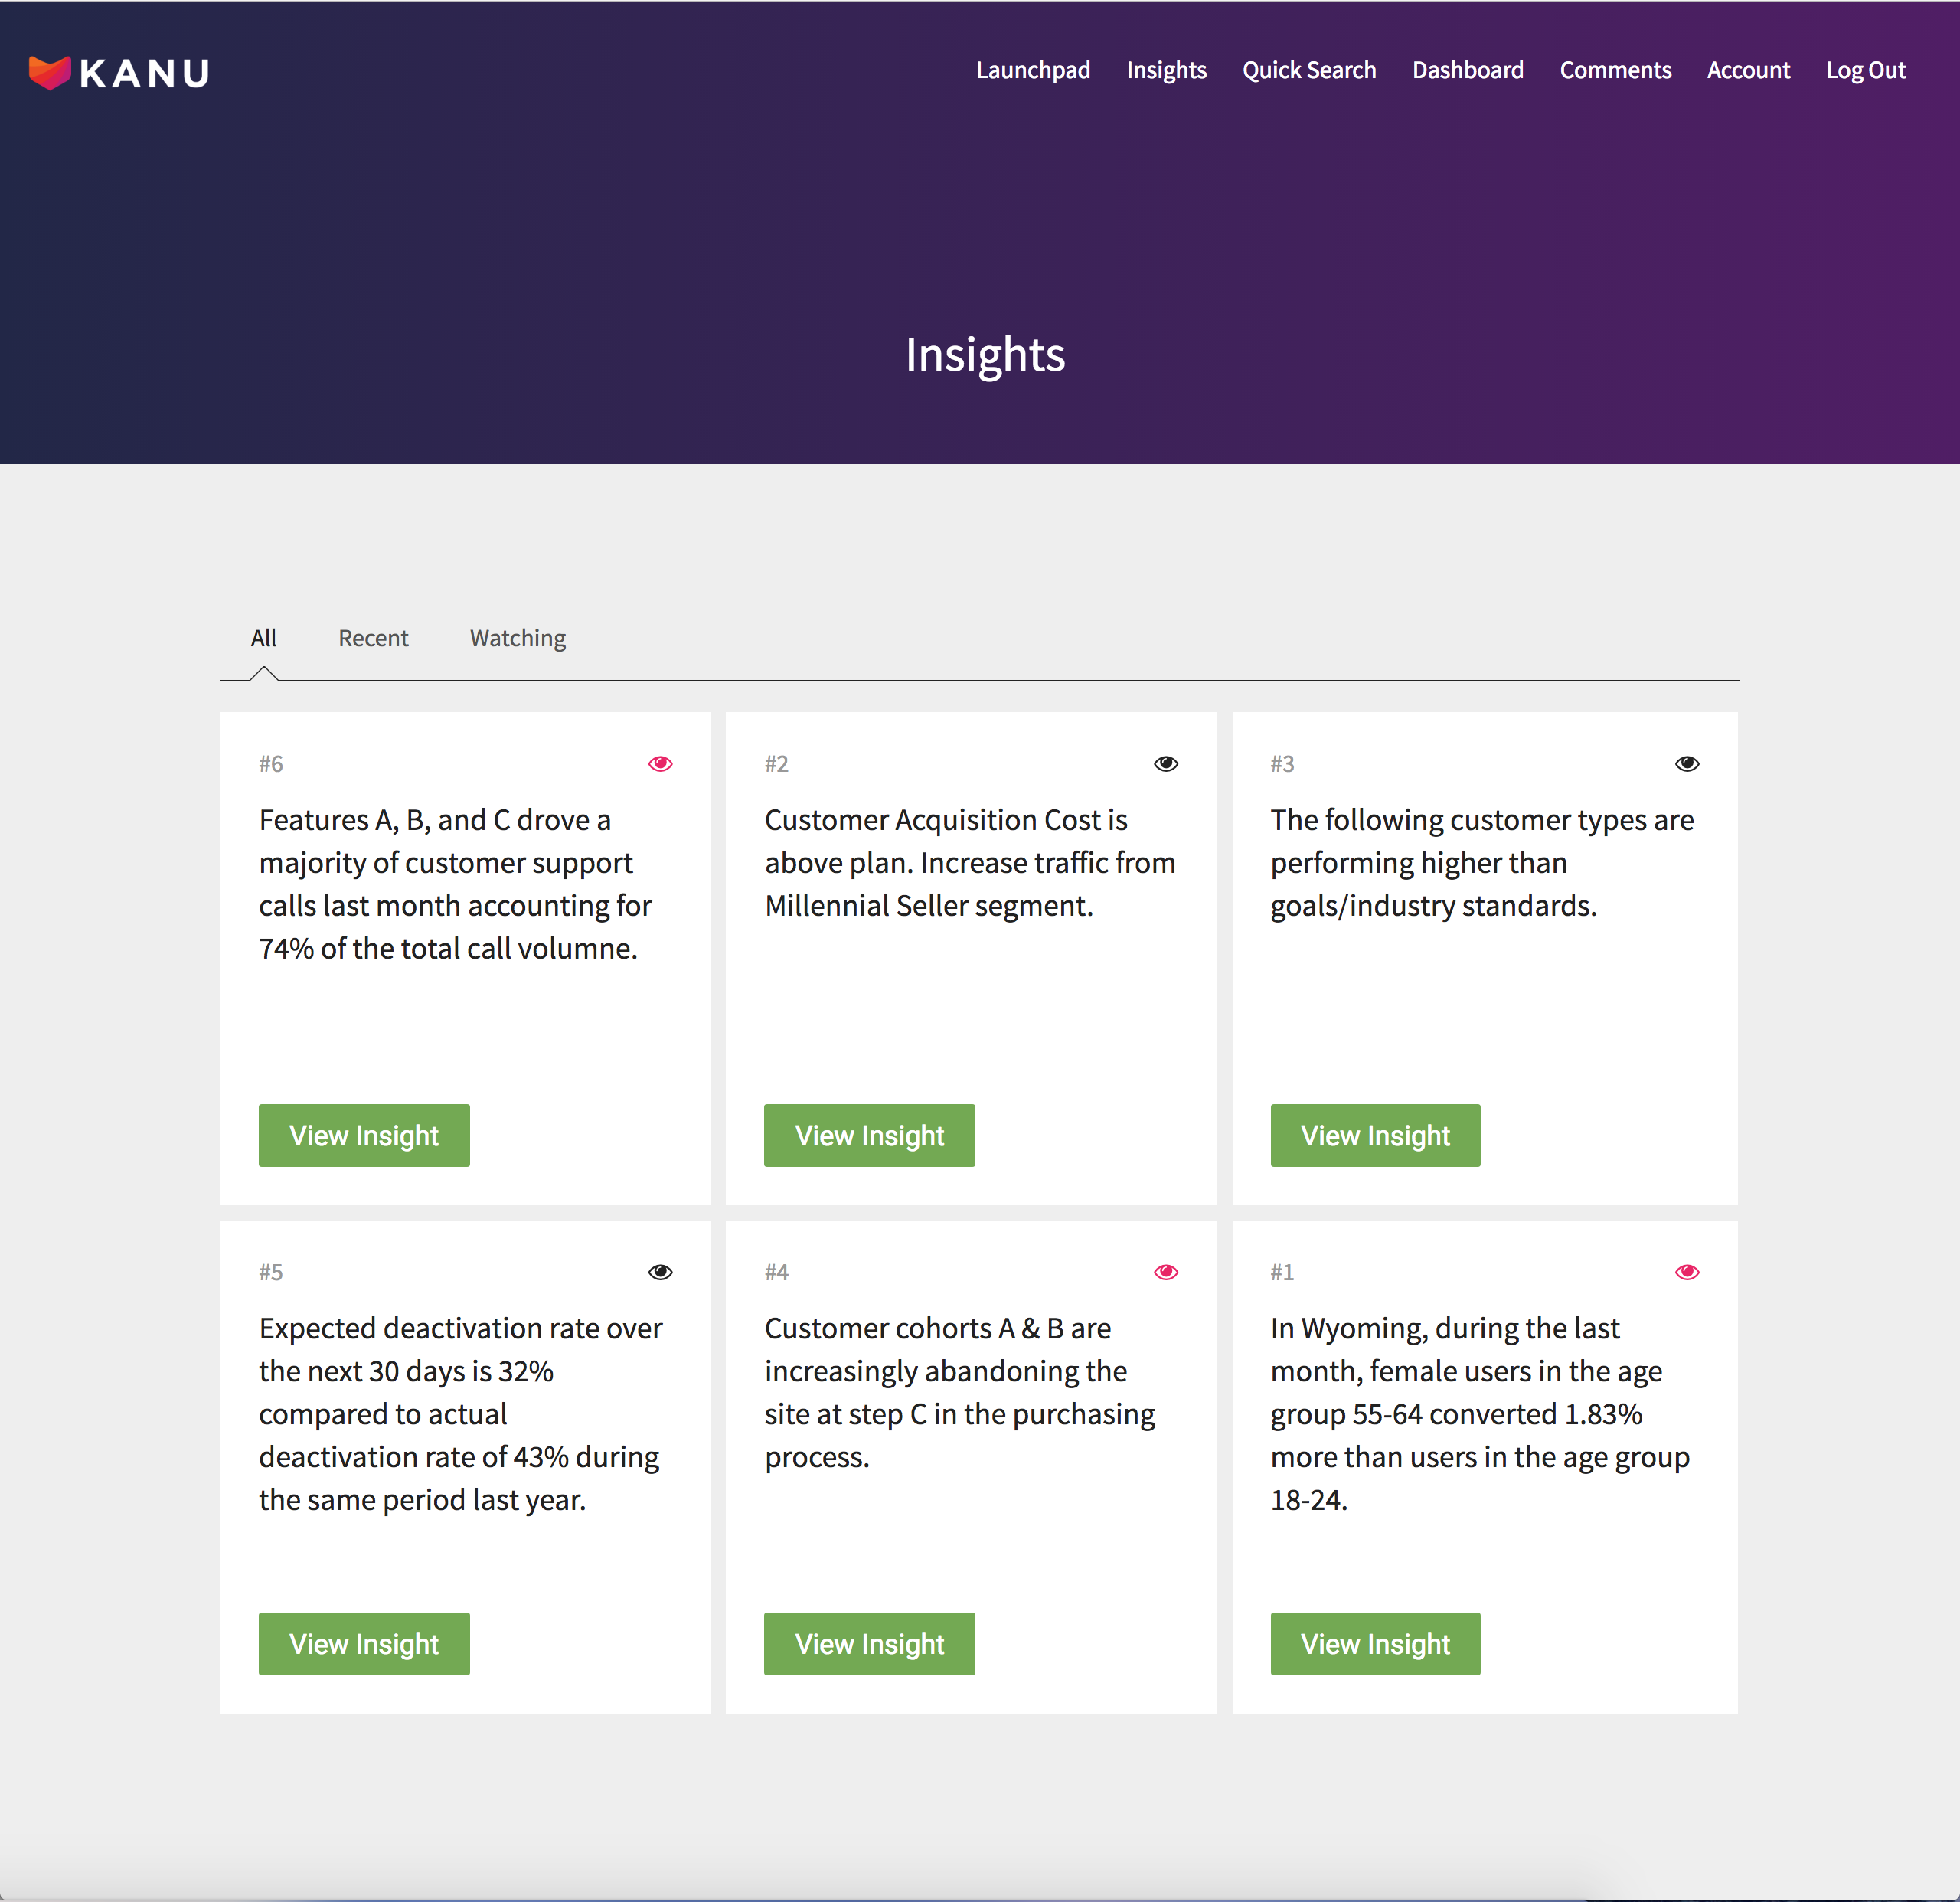 KANU
Launchpad Insights Quick Search Dashboard Comments Account Log Out
Insights
All Recent Watching
#6
Features A, B, and C drove a
majority of customer support
calls last month accounting for
74% of the total call volumne.
View Insight
#2
Customer Acquisition Cost is
above plan. Increase traffic from
Millennial Seller segment.
View Insight
#3
The following customer types are
performing higher than
goals/industry standards.
View Insight
#5
Expected deactivation rate over
the next 30 days is 32%
compared to actual
deactivation rate of 43% during
the same period last year.
View Insight
#4
Customer cohorts A & B are
increasingly abandoning the
site at step C in the purchasing
process.
View Insight
#1
In Wyoming, during the last
month, female users in the age
group 55-64 converted 1.83%
more than users in the age group
18-24.
View Insight